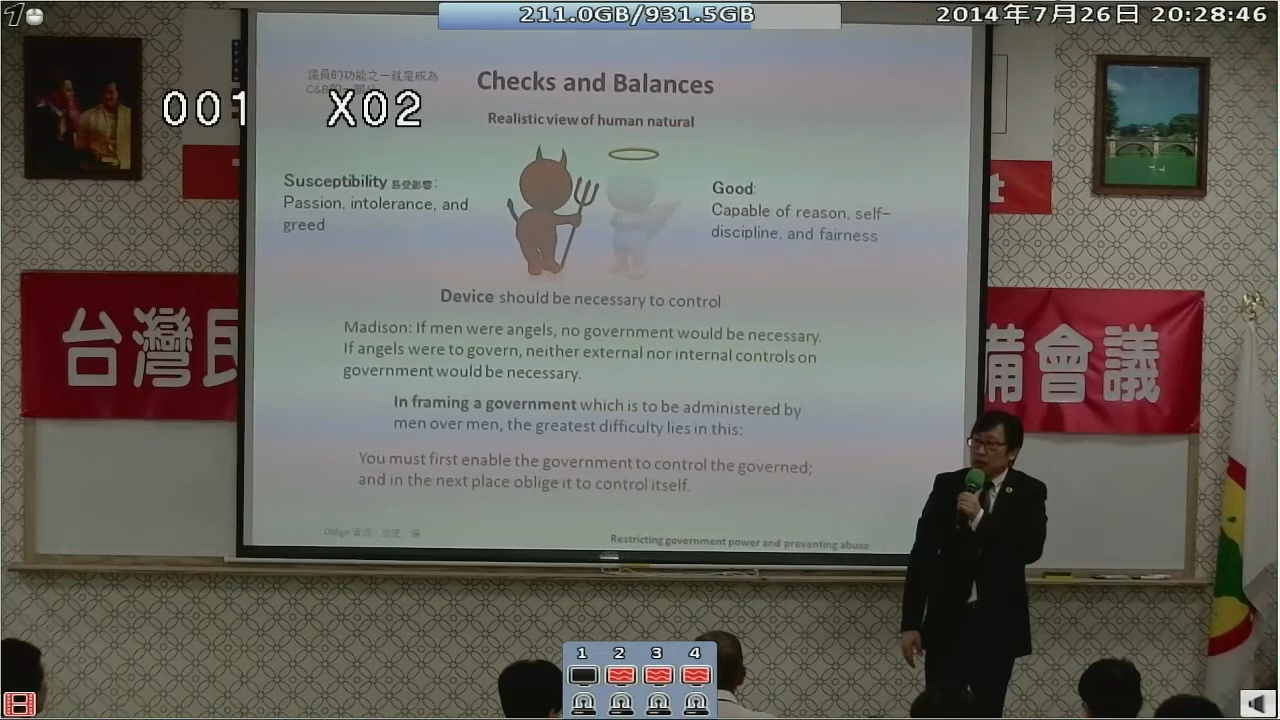 1
211.0GB/931.5GB
2014年7月26日 20:28:46
001 X02
議員的功能之一就是成為
Checks and Balances
Realistic view of human natural
Susceptibility 易受影響:
Passion, intolerance, and
greed
Good:
Capable of reason, self-
discipline, and fairness
Device should be necessary to control
Madison: If men were angels, no government would be necessary.
If angels were to govern, neither external nor internal controls on
government would be necessary.
In framing a government which is to be administered by
men over men, the greatest difficulty lies in this:
You must first enable the government to control the governed;
and in the next place oblige it to control itself.
Oblige
Restricting government power and preventing abuse
t
台灣民
備會議
1 2 3 4